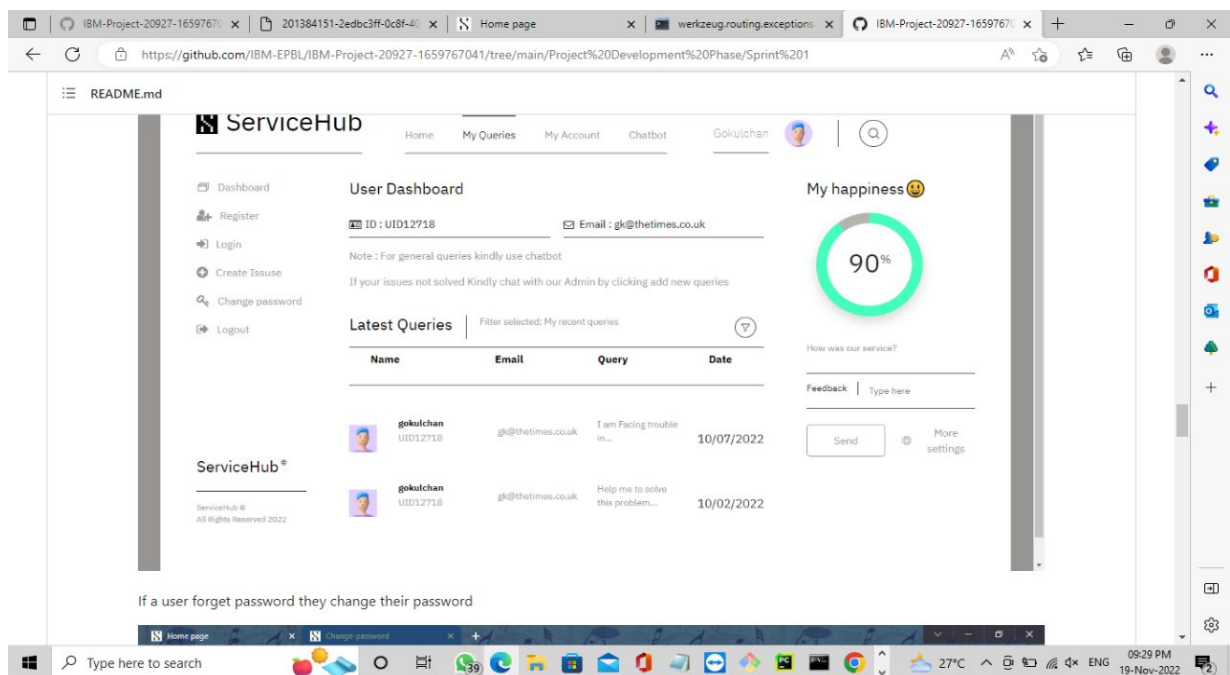 IBM-Project-20927-16597670
201384151-2edbc3ff-0c8f-40
Home page
werkzeug.routing.exceptions.
IBM-Project-20927-16597670
https://github.com/IBM-EPBL/IBM-Project-20927-1659767041/tree/main/Project%20Development%20Phase/Sprint%201
README.md
ServiceHub
Home My Queries My Account Chatbot Gokulchan
Dashboard
Register
Login
Create Issuse
Change password
Logout
ServiceHub®
ServiceHub ®
All Rights Reserved 2022
User Dashboard
ID : UID12718 Email : gk@thetimes.co.uk
Note : For general queries kindly use chatbot
If your issues not solved Kindly chat with our Admin by clicking add new queries
Latest Queries Filter selected: My recent queries
Name Email Query Date
gokulchan
UID12718
gk@thetimes.co.uk
I am Facing trouble
in...
10/07/2022
gokulchan
UID12718
gk@thetimes.co.uk
Help me to solve
this problem...
10/02/2022
My happiness
90%
How was our service?
Feedback Type here
Send
More
settings
If a user forget password they change their password
Home page Change-password
Type here to search
39
27°C
ENG
09:29 PM
19-Nov-2022
2